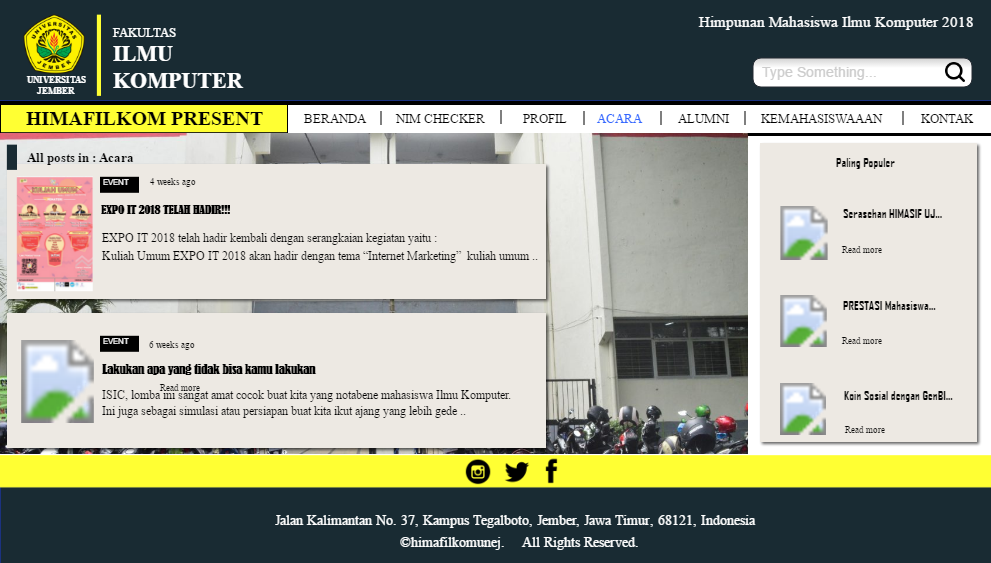 Himpunan Mahasiswa Ilmu Komputer 2018
UNIVERSITAS
JEMBER
FAKULTAS
ILMU
KOMPUTER
UNIVERSITAS
JEMBER
Type Something...
HIMAFILKOM PRESENT
BERANDA | NIM CHECKER | PROFIL | ACARA | ALUMNI | KEMAHASISWAAAN | KONTAK
All posts in : Acara
KULIAH UMUM
EVENT
4 weeks ago
EXPO IT 2018 TELAH HADIR!!!
EXPO IT 2018 telah hadir kembali dengan serangkaian kegiatan yaitu :
Kuliah Umum EXPO IT 2018 akan hadir dengan tema “Internet Marketing” kuliah umum ..
EVENT
6 weeks ago
Lakukan apa yang tidak bisa kamu lakukan
Read more
ISIC, lomba ini sangat amat cocok buat kita yang notabene mahasiswa Ilmu Komputer.
Ini juga sebagai simulasi atau persiapan buat kita ikut ajang yang lebih gede ..
Paling Populer
Serasehan HIMASIF UJ...
Read more
PRESTASI Mahasiswa...
Read more
Koin Sosial dengan GenBI...
Read more
Jalan Kalimantan No. 37, Kampus Tegalboto, Jember, Jawa Timur, 68121, Indonesia
©himafilkomunej. All Rights Reserved.